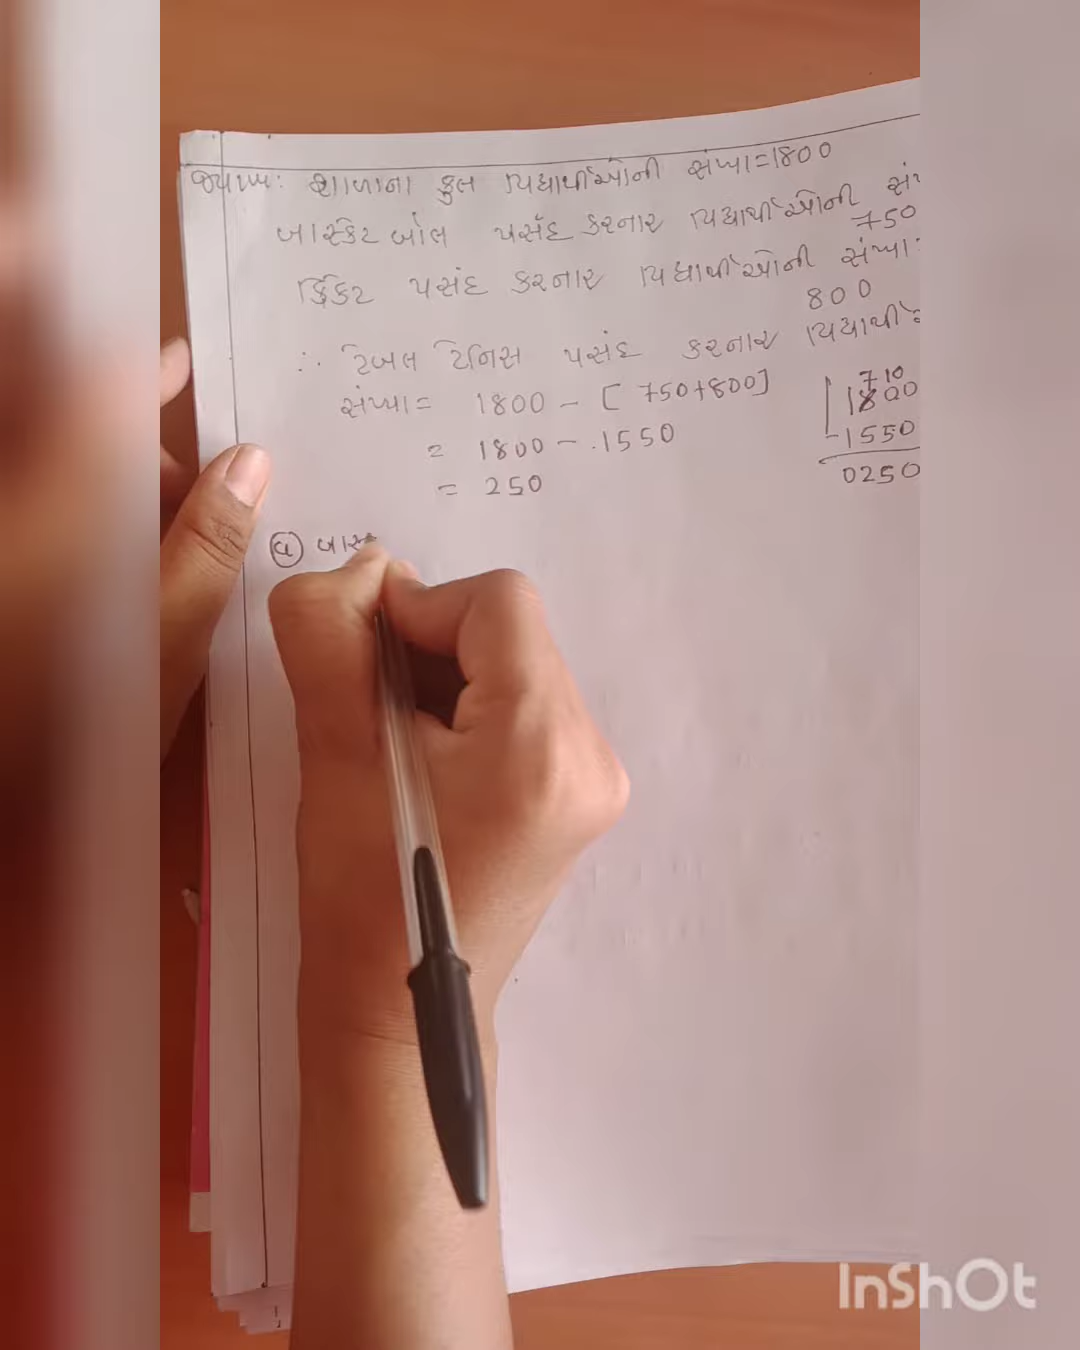 જવાબ: શાળાના કુલ વિદ્યાર્થીઓની સંખ્યા=1800
બાસ્કેટ બોલ પસંદ કરનાર વિદ્યાર્થીઓની સં
750
ક્રિકેટ પસંદ કરનાર વિદ્યાર્થીઓની સંખ્યા=
800
∴ ટેબલ ટેનિસ પસંદ કરનાર વિદ્યાર્થી
સંખ્યા = 1800 - [750+800]
= 1800 - 1550
= 250
710
1800
-1550
0250
InShOt